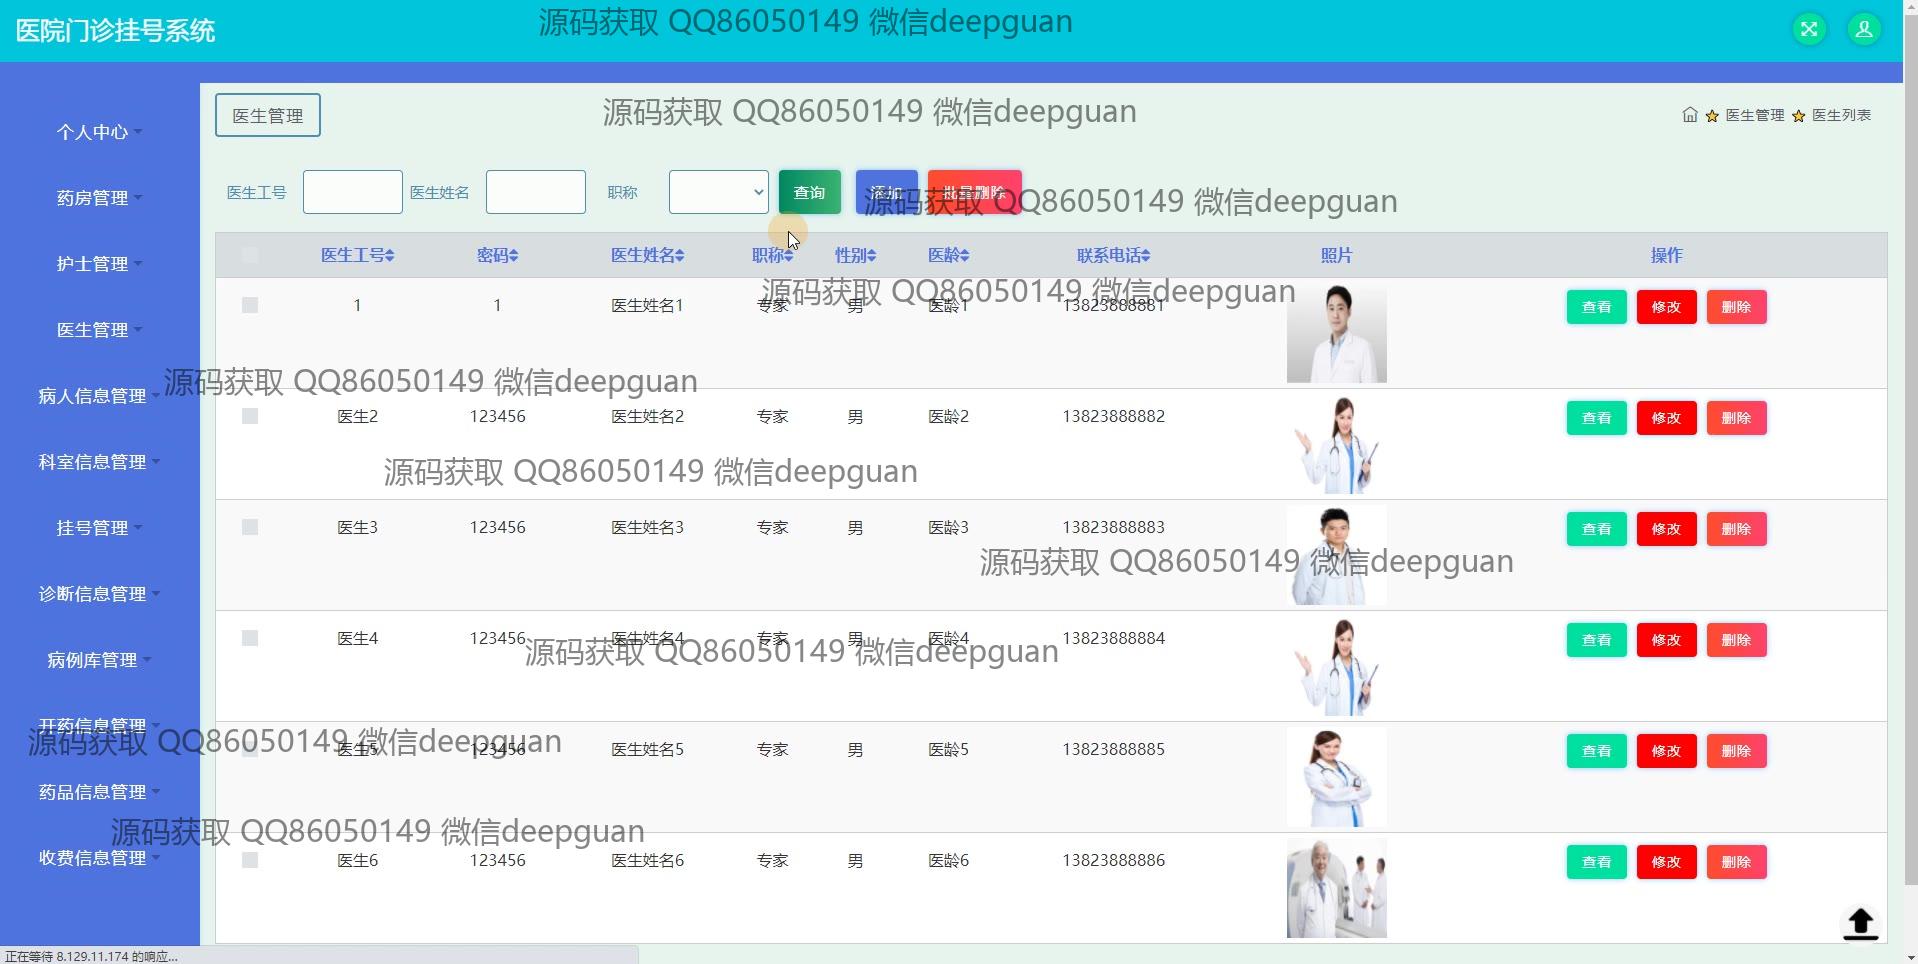 医院门诊挂号系统
源码获取 QQ86050149 微信deepguan
医生管理
源码获取 QQ86050149 微信deepguan
医生管理 医生列表
个人中心
药房管理
护士管理
医生管理
病人信息管理
科室信息管理
挂号管理
诊断信息管理
病例库管理
开药信息管理
药品信息管理
收费信息管理
医生工号 医生姓名 职称 查询 添加 批量删除
源码获取 QQ86050149 微信deepguan
医生工号 密码 医生姓名 职称 性别 医龄 联系电话 照片 操作
源码获取 QQ86050149 微信deepguan
1 1 医生姓名1 专家 男 医龄1 13823888881 查看 修改 删除
源码获取 QQ86050149 微信deepguan
医生2 123456 医生姓名2 专家 男 医龄2 13823888882 查看 修改 删除
源码获取 QQ86050149 微信deepguan
医生3 123456 医生姓名3 专家 男 医龄3 13823888883 查看 修改 删除
源码获取 QQ86050149 微信deepguan
医生4 123456 医生姓名4 专家 男 医龄4 13823888884 查看 修改 删除
源码获取 QQ86050149 微信deepguan
医生5 123456 医生姓名5 专家 男 医龄5 13823888885 查看 修改 删除
源码获取 QQ86050149 微信deepguan
源码获取 QQ86050149 微信deepguan
医生6 123456 医生姓名6 专家 男 医龄6 13823888886 查看 修改 删除
正在等待 8.129.11.174 的响应...